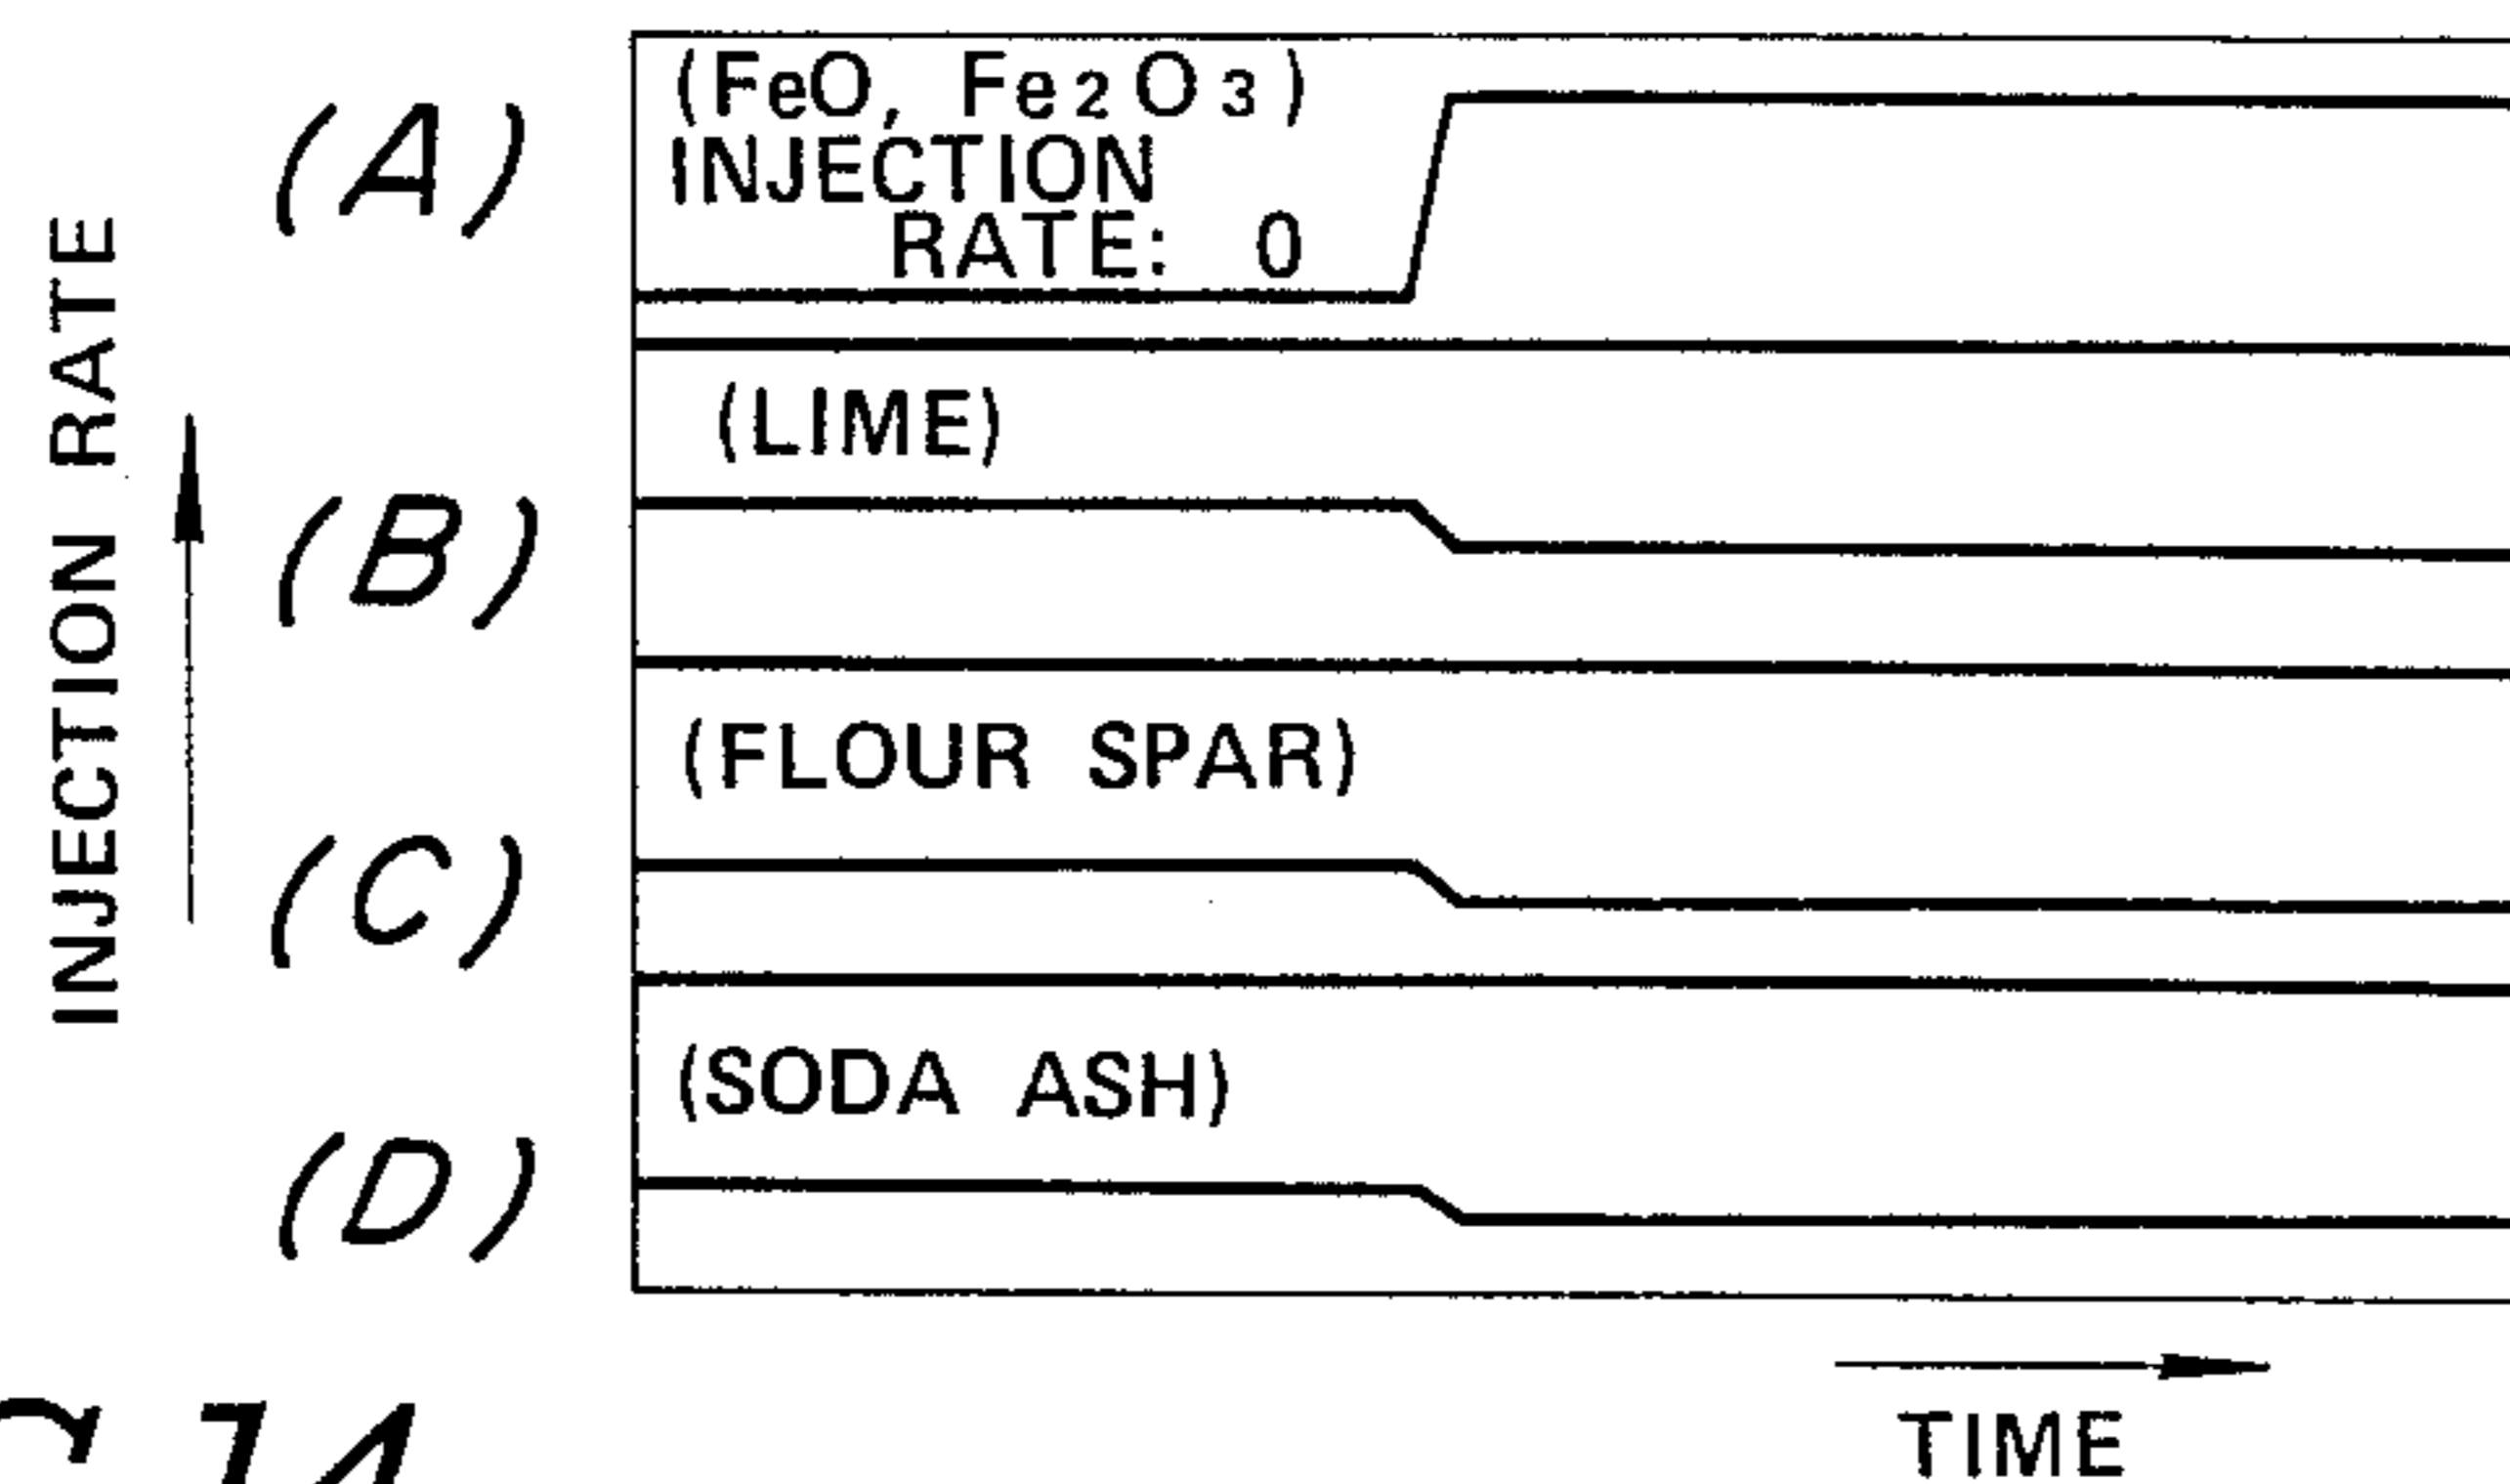 (FeO, Fe₂O₃)
INJECTION
RATE: 0
(A)
(LIME)
(B)
(FLOUR SPAR)
(C)
(SODA ASH)
(D)
INJECTION RATE
TIME